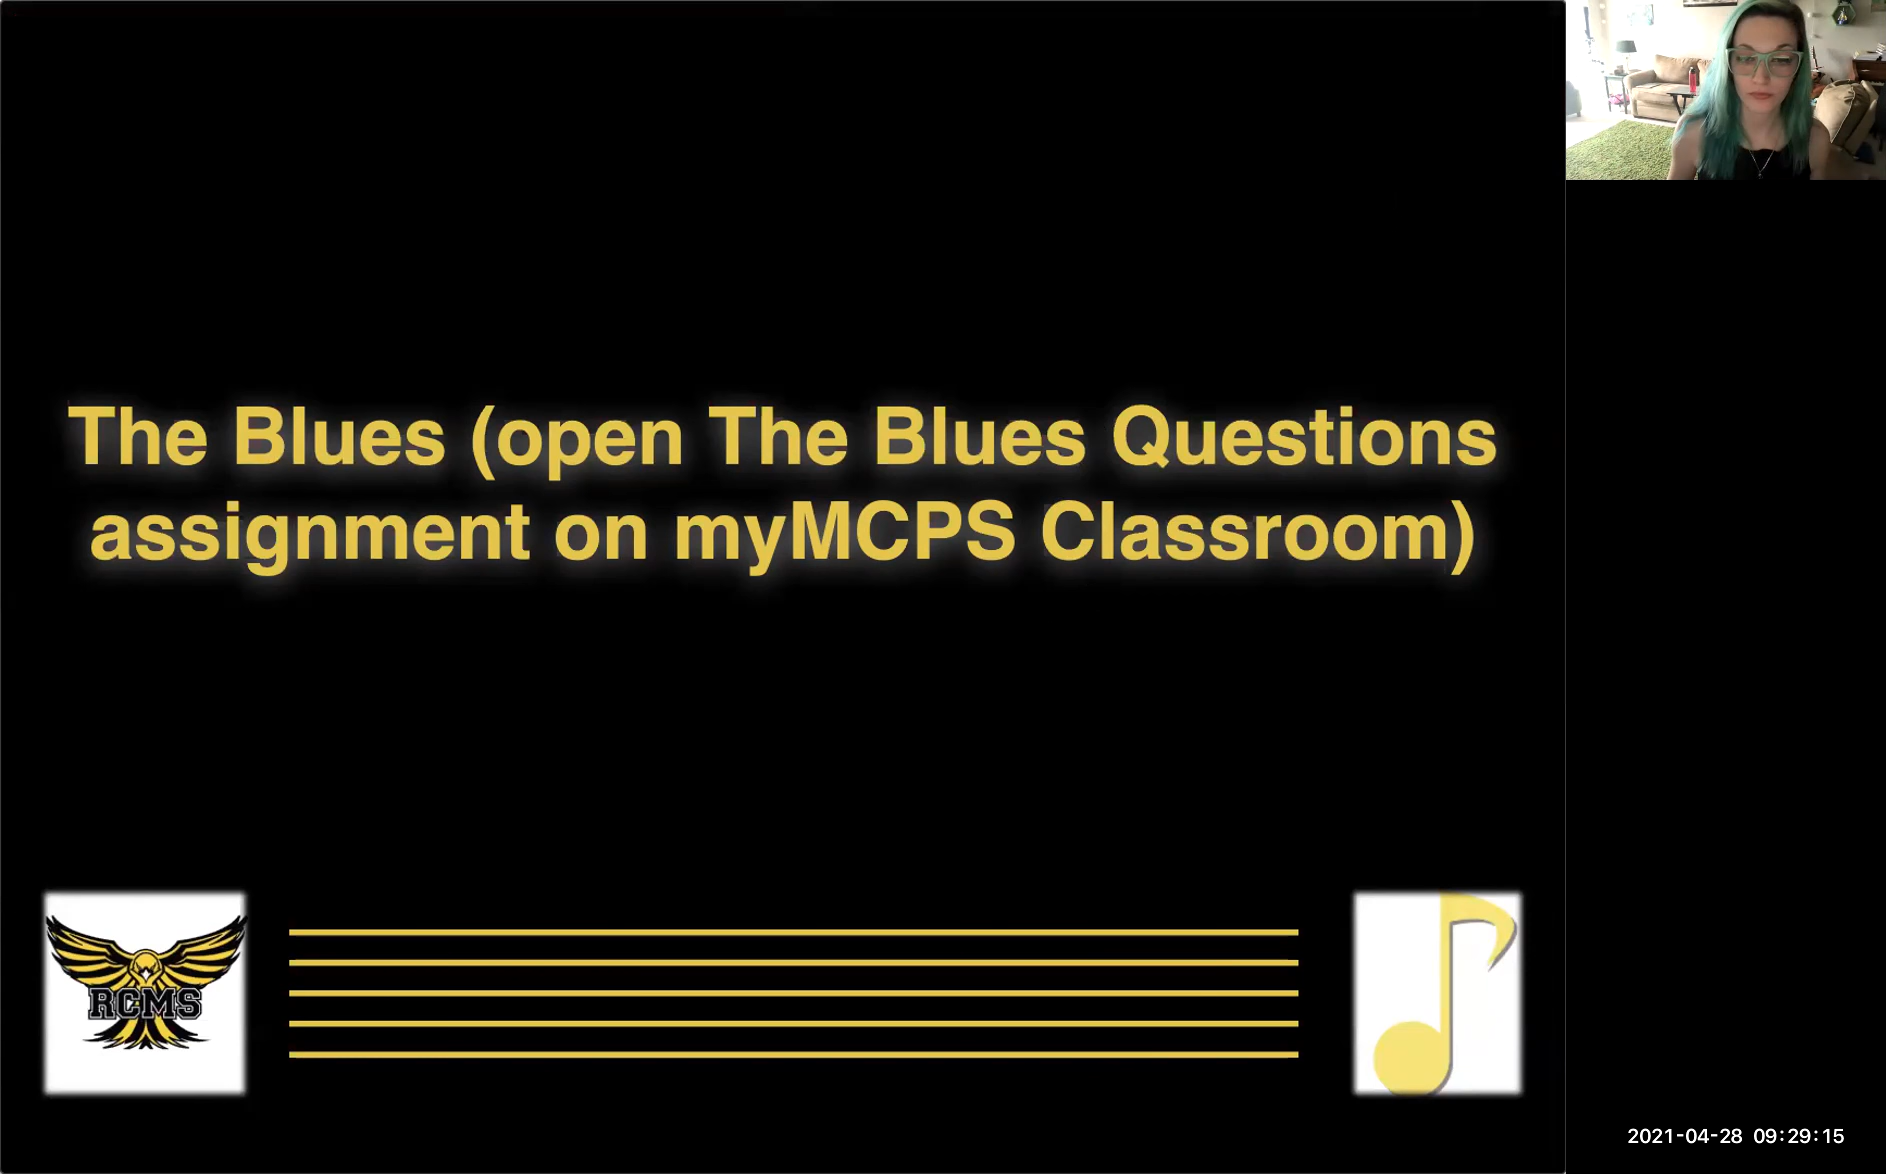 The Blues (open The Blues Questions
assignment on myMCPS Classroom)
RCMS
2021-04-28 09:29:15